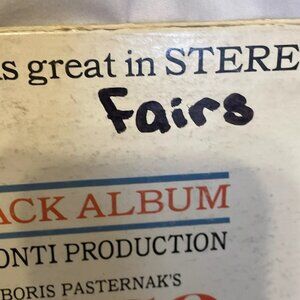 s great in STERE
Fairs
ACK ALBUM
ONTI PRODUCTION
BORIS PASTERNAK'S